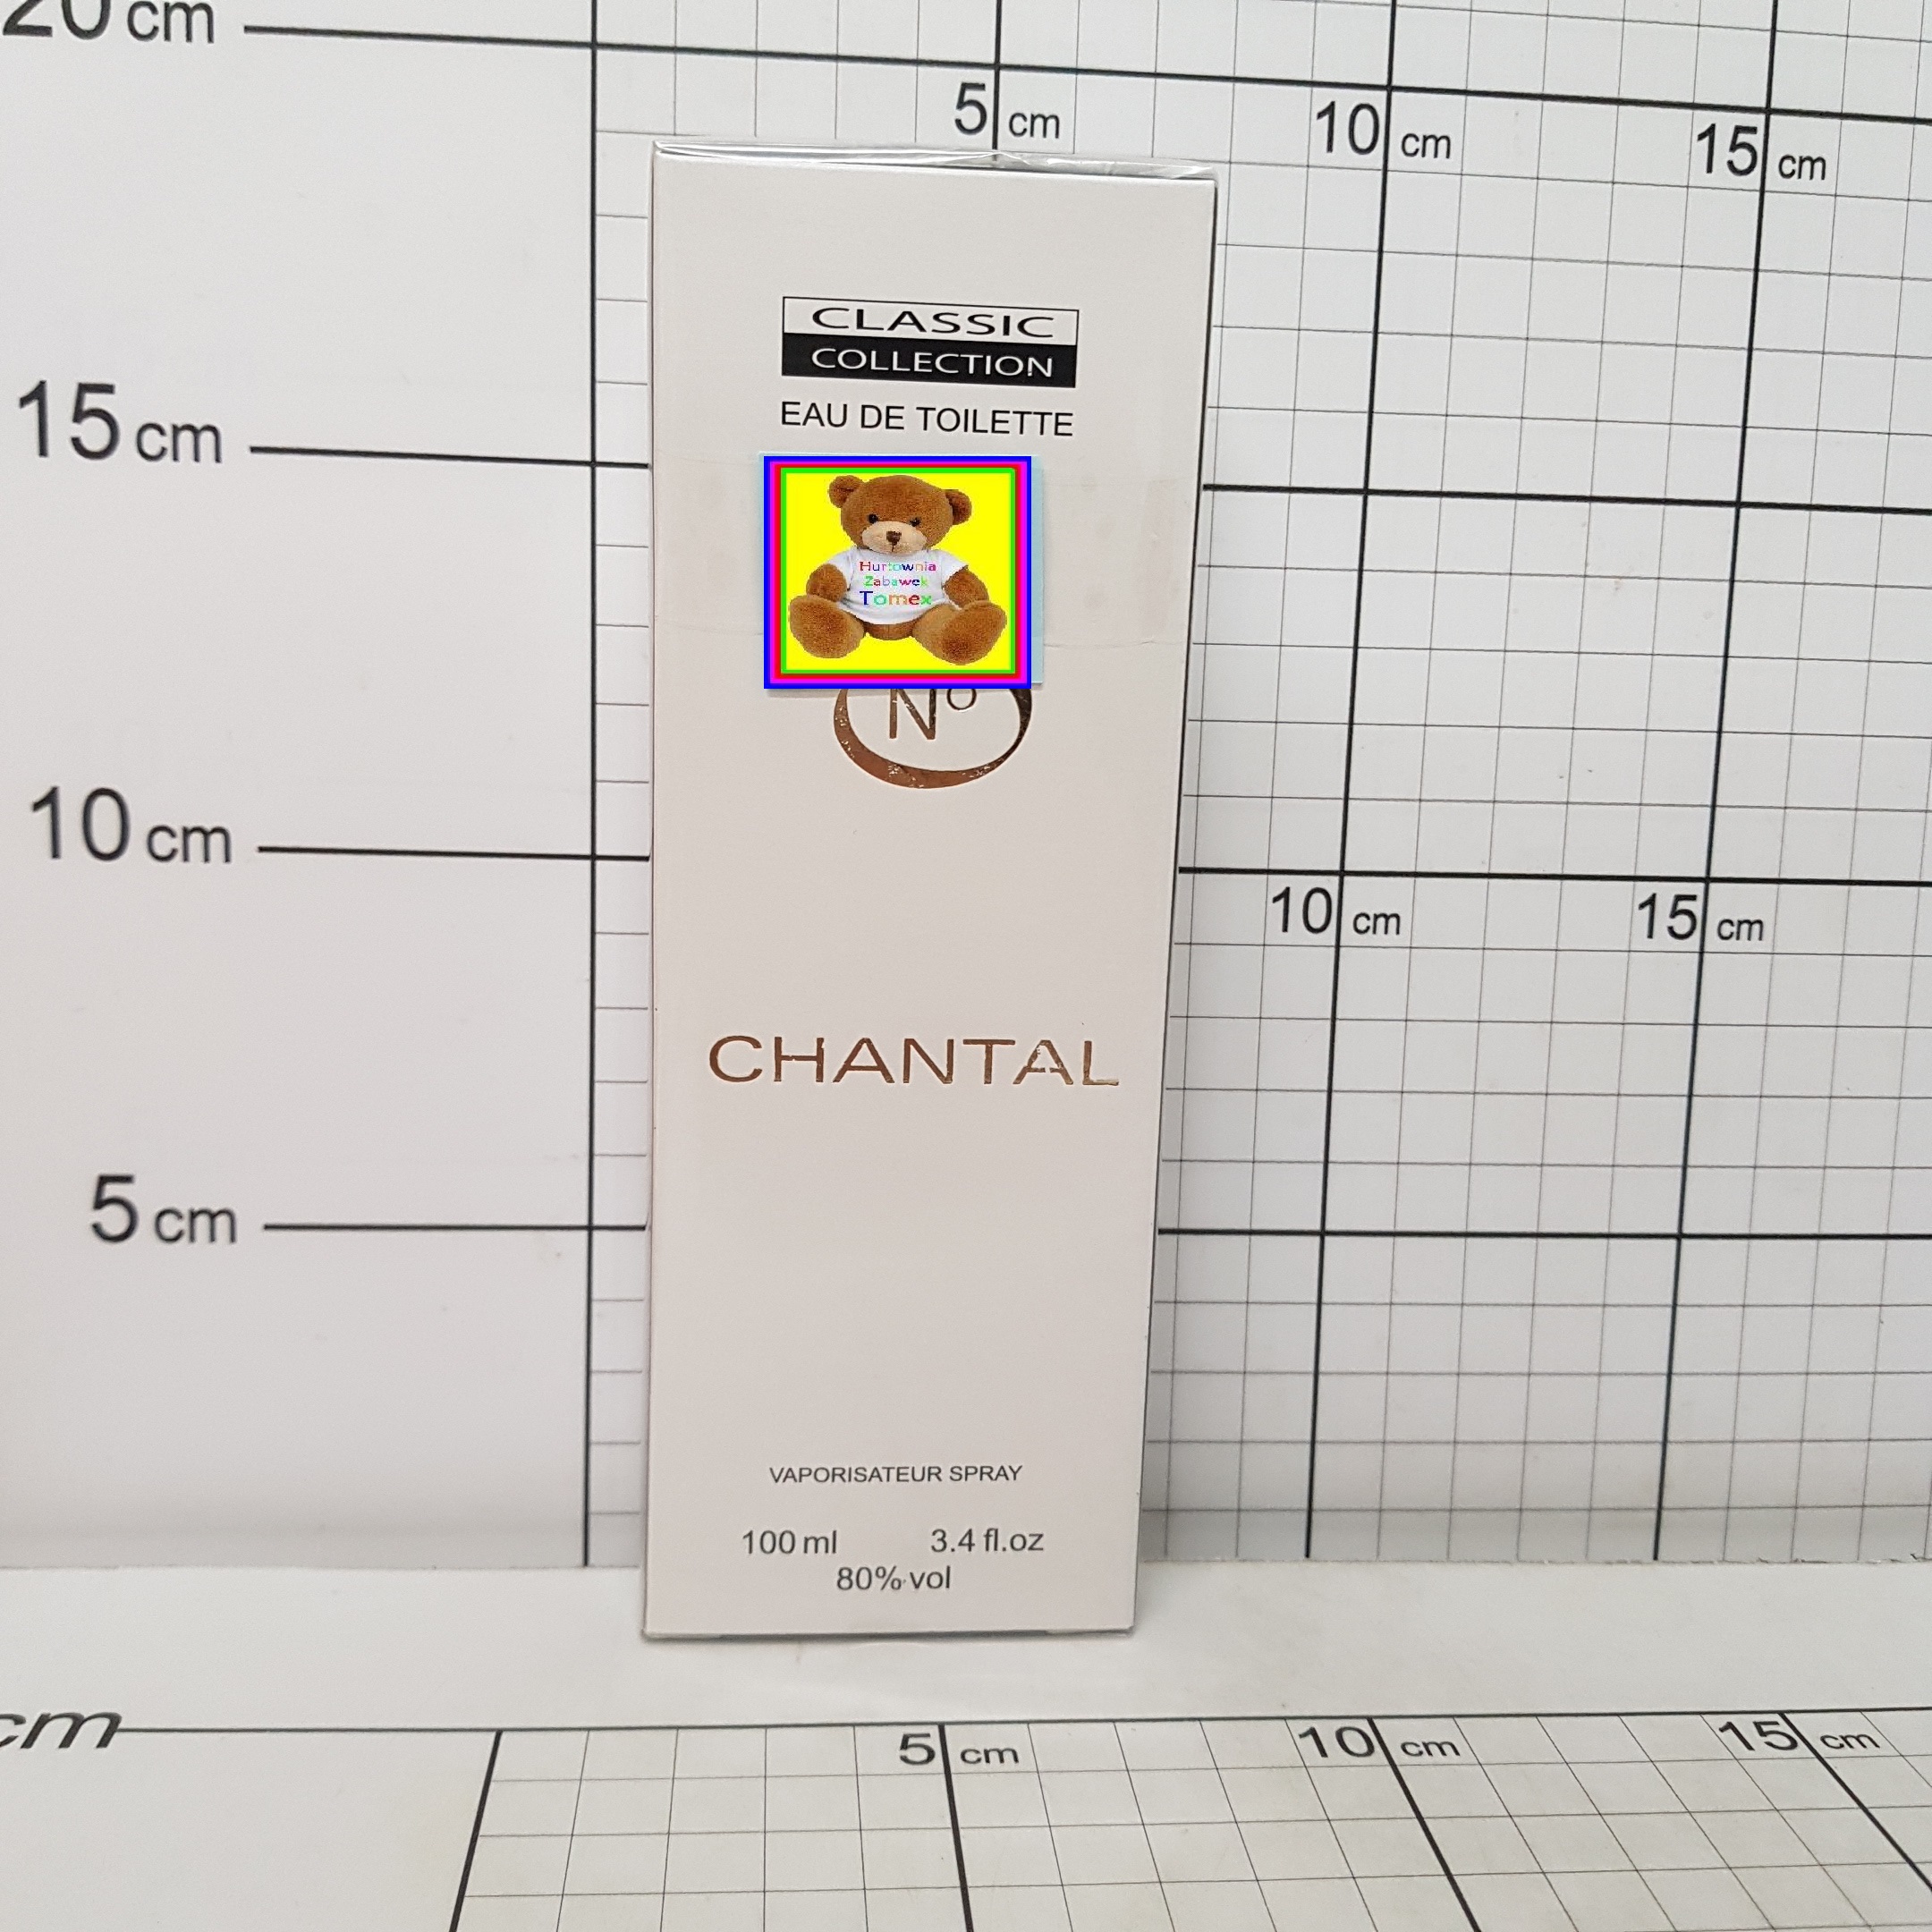 20 cm
5 cm
10 cm
15 cm
CLASSIC
COLLECTION
EAU DE TOILETTE
15 cm
Hurtownia
Zabawek
Tomex
Nº
10 cm
10 cm
15 cm
CHANTAL
5 cm
VAPORISATEUR SPRAY
100 ml 3.4 fl.oz
80% vol
cm
5 cm
10 cm
15 cm